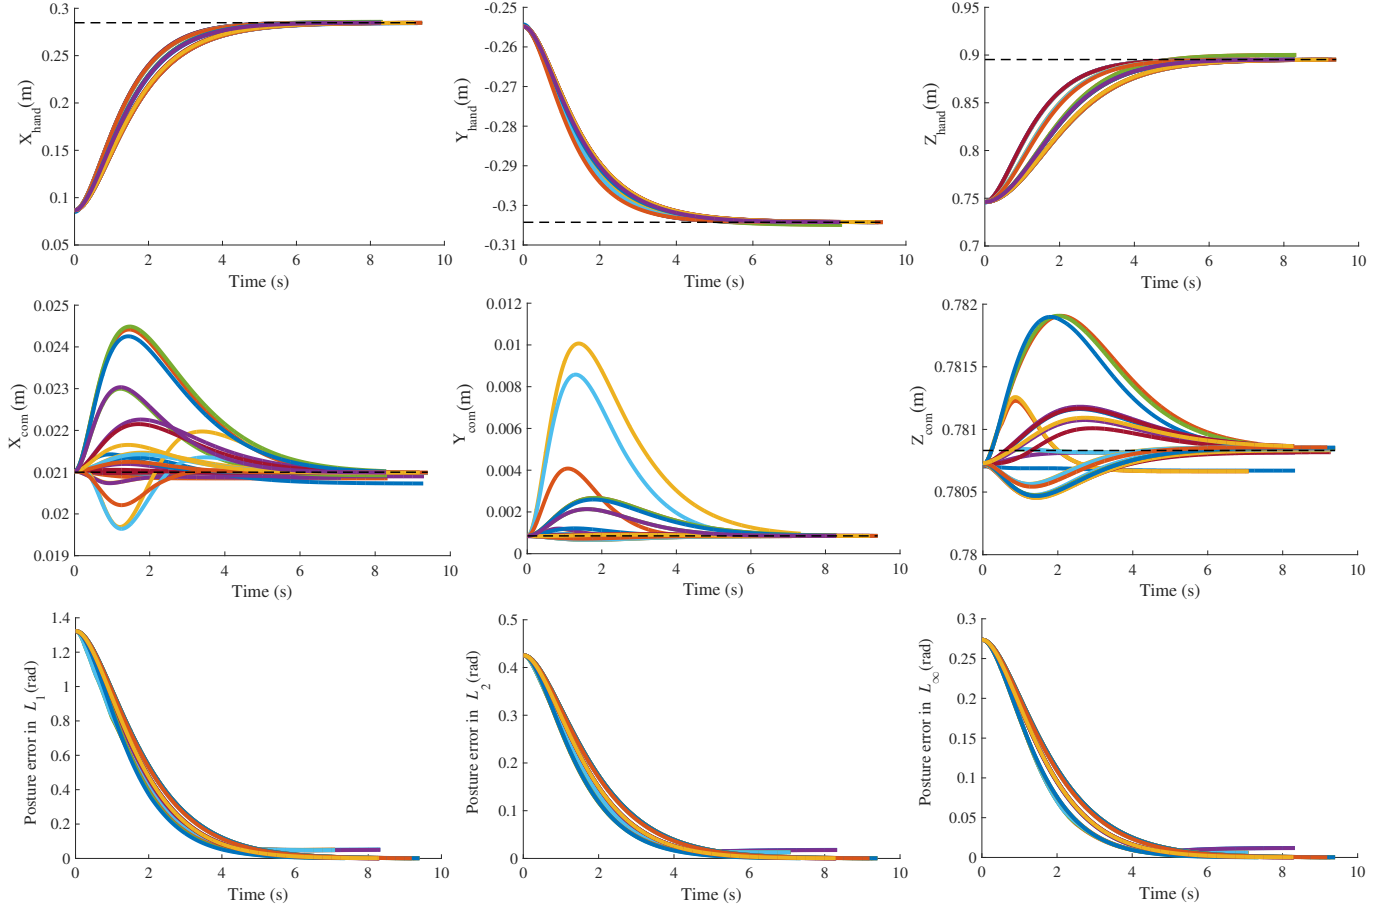 X_hand (m)
0.3
0.25
0.2
0.15
0.1
0.05
0 2 4 6 8 10
Time (s)
Y_hand (m)
-0.25
-0.26
-0.27
-0.28
-0.29
-0.3
-0.31
0 2 4 6 8 10
Time (s)
Z_hand (m)
0.95
0.9
0.85
0.8
0.75
0.7
0 2 4 6 8 10
Time (s)
X_com (m)
0.025
0.024
0.023
0.022
0.021
0.02
0.019
0 2 4 6 8 10
Time (s)
Y_com (m)
0.012
0.01
0.008
0.006
0.004
0.002
0
0 2 4 6 8 10
Time (s)
Z_com (m)
0.782
0.7815
0.781
0.7805
0.78
0 2 4 6 8 10
Time (s)
Posture error in L_1 (rad)
1.4
1.2
1
0.8
0.6
0.4
0.2
0
0 2 4 6 8 10
Time (s)
Posture error in L_2 (rad)
0.5
0.4
0.3
0.2
0.1
0
0 2 4 6 8 10
Time (s)
Posture error in L_∞ (rad)
0.3
0.25
0.2
0.15
0.1
0.05
0
0 2 4 6 8 10
Time (s)